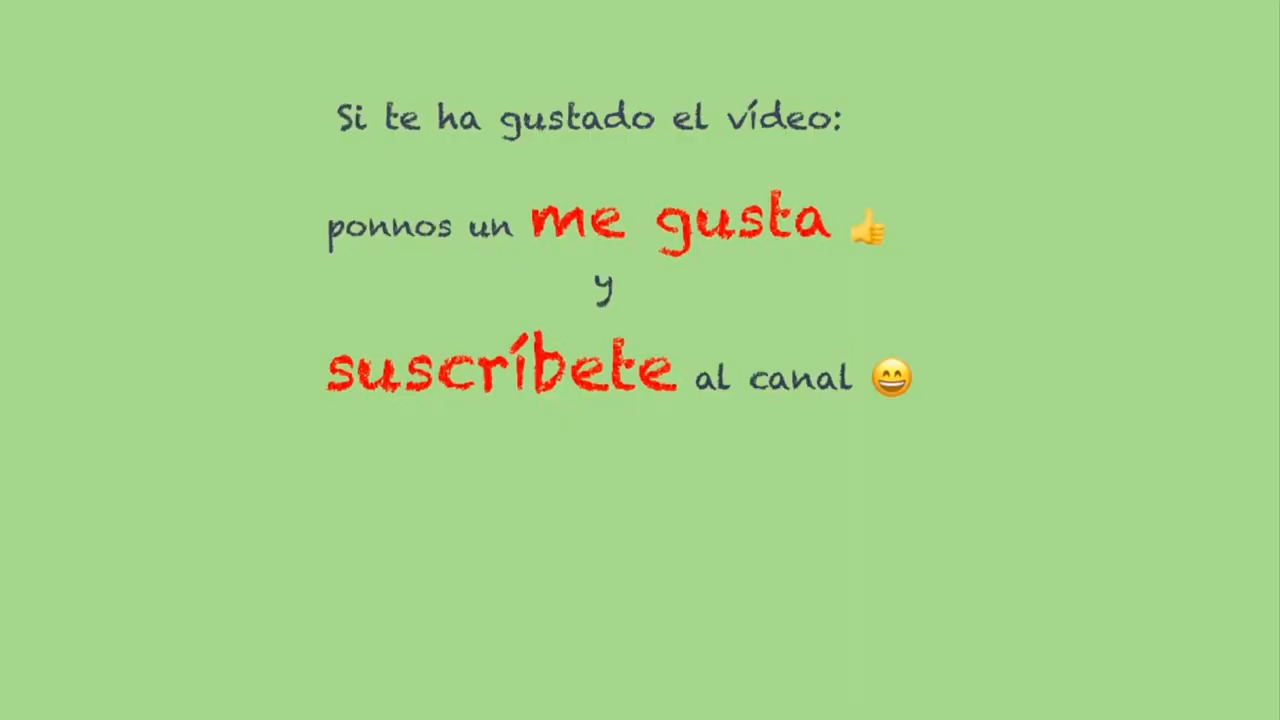 Si te ha gustado el vídeo:
ponnos un me gusta 👍
y
suscríbete al canal 😄